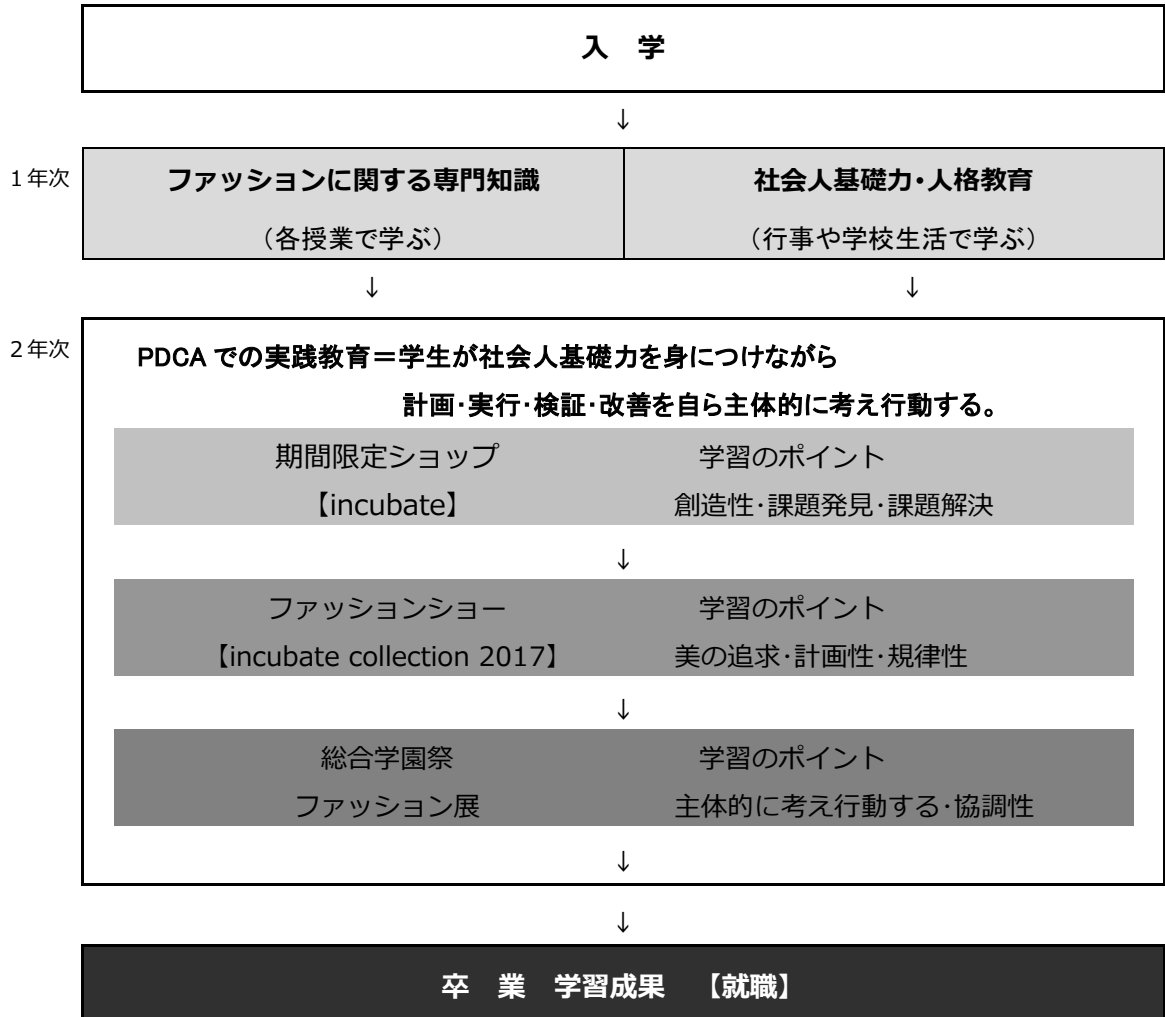 入 学
↓
1年次
ファッションに関する専門知識 社会人基礎力・人格教育
（各授業で学ぶ） （行事や学校生活で学ぶ）
↓ ↓
2年次
PDCA での実践教育＝学生が社会人基礎力を身につけながら
計画・実行・検証・改善を自ら主体的に考え行動する。
期間限定ショップ 学習のポイント
【incubate】 創造性・課題発見・課題解決
↓
ファッションショー 学習のポイント
【incubate collection 2017】 美の追求・計画性・規律性
↓
総合学園祭 学習のポイント
ファッション展 主体的に考え行動する・協調性
↓
↓
卒 業 学習成果 【就職】